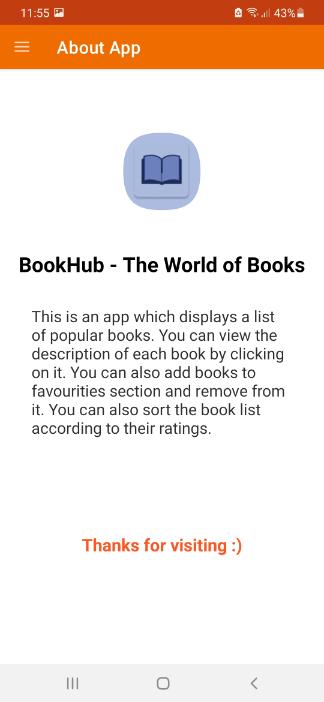 11:55
43%
About App
BookHub - The World of Books
This is an app which displays a list
of popular books. You can view the
description of each book by clicking
on it. You can also add books to
favourities section and remove from
it. You can also sort the book list
according to their ratings.
Thanks for visiting :)